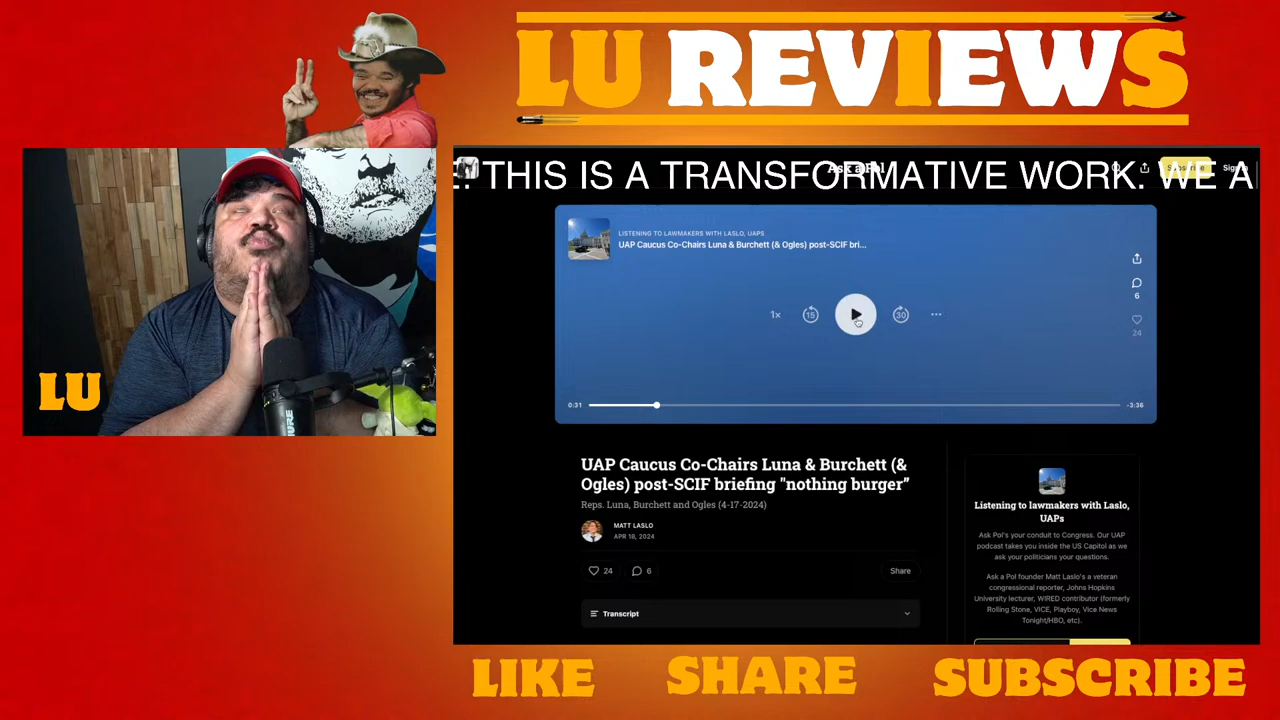 LU REVIEWS
THIS IS A TRANSFORMATIVE WORK. WE A
Ask a Pol
LISTENING TO LAWMAKERS WITH LASLO, UAPS
UAP Caucus Co-Chairs Luna & Burchett (& Ogles) post-SCIF bri...
6
24
1x
15
30
0:31
-3:36
LU
UAP Caucus Co-Chairs Luna & Burchett (&
Ogles) post-SCIF briefing "nothing burger”
Reps. Luna, Burchett and Ogles (4-17-2024)
MATT LASLO
APR 18, 2024
24
6
Share
Transcript
Listening to lawmakers with Laslo,
UAPs
Ask Pol's your conduit to Congress. Our UAP
podcast takes you inside the US Capitol as we
ask your politicians your questions.
Ask a Pol founder Matt Laslo's a veteran
congressional reporter, Johns Hopkins
University lecturer, WIRED contributor (formerly
Rolling Stone, VICE, Playboy, Vice News
Tonight/HBO, etc).
LIKE SHARE SUBSCRIBE